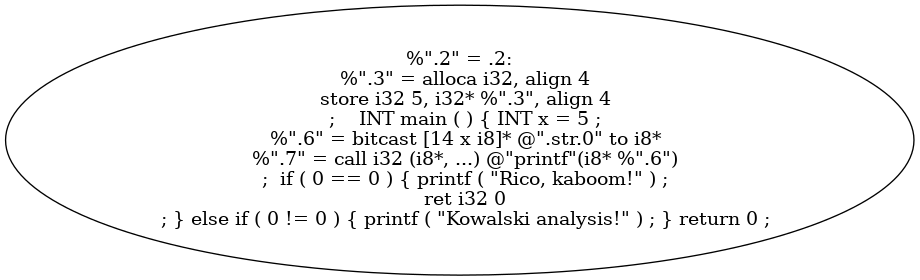 %".2" = .2:
%".3" = alloca i32, align 4
store i32 5, i32* %".3", align 4
; INT main ( ) { INT x = 5 ;
%".6" = bitcast [14 x i8]* @".str.0" to i8*
%".7" = call i32 (i8*, ...) @"printf"(i8* %".6")
; if ( 0 == 0 ) { printf ( "Rico, kaboom!" ) ;
ret i32 0
; } else if ( 0 != 0 ) { printf ( "Kowalski analysis!" ) ; } return 0 ;